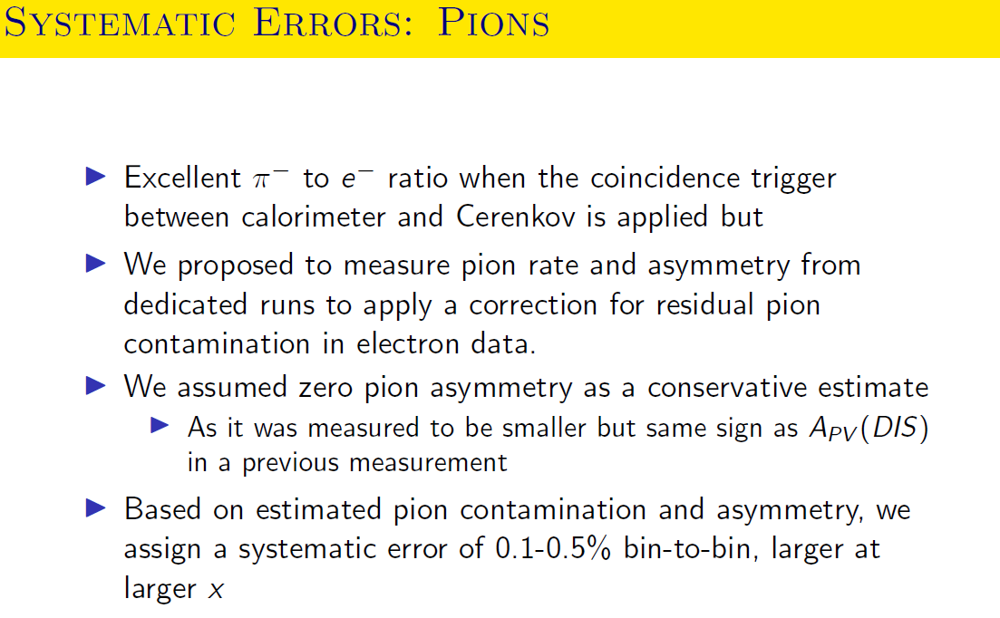 Systematic Errors: Pions
▶ Excellent π⁻ to e⁻ ratio when the coincidence trigger
between calorimeter and Cerenkov is applied but
▶ We proposed to measure pion rate and asymmetry from
dedicated runs to apply a correction for residual pion
contamination in electron data.
▶ We assumed zero pion asymmetry as a conservative estimate
▶ As it was measured to be smaller but same sign as A_PV(DIS)
in a previous measurement
▶ Based on estimated pion contamination and asymmetry, we
assign a systematic error of 0.1-0.5% bin-to-bin, larger at
larger x